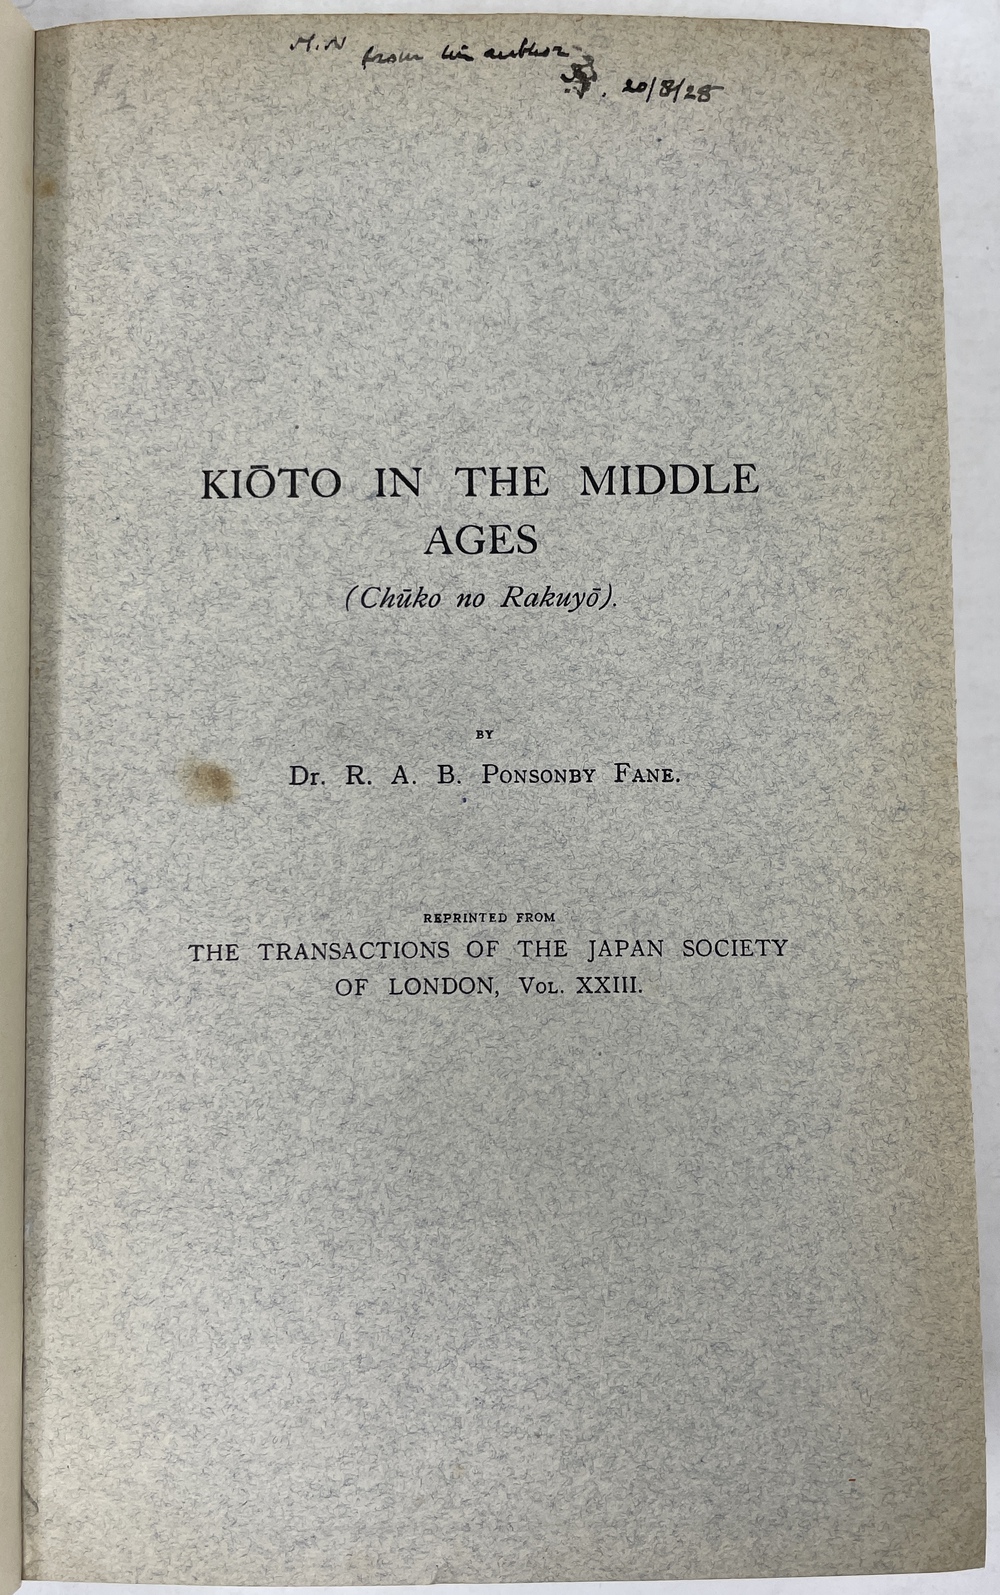 M.N from the author
20/8/28
KIŌTO IN THE MIDDLE
AGES
(Chūko no Rakuyō).
BY
Dr. R. A. B. PONSONBY FANE.
REPRINTED FROM
THE TRANSACTIONS OF THE JAPAN SOCIETY
OF LONDON, VOL. XXIII.